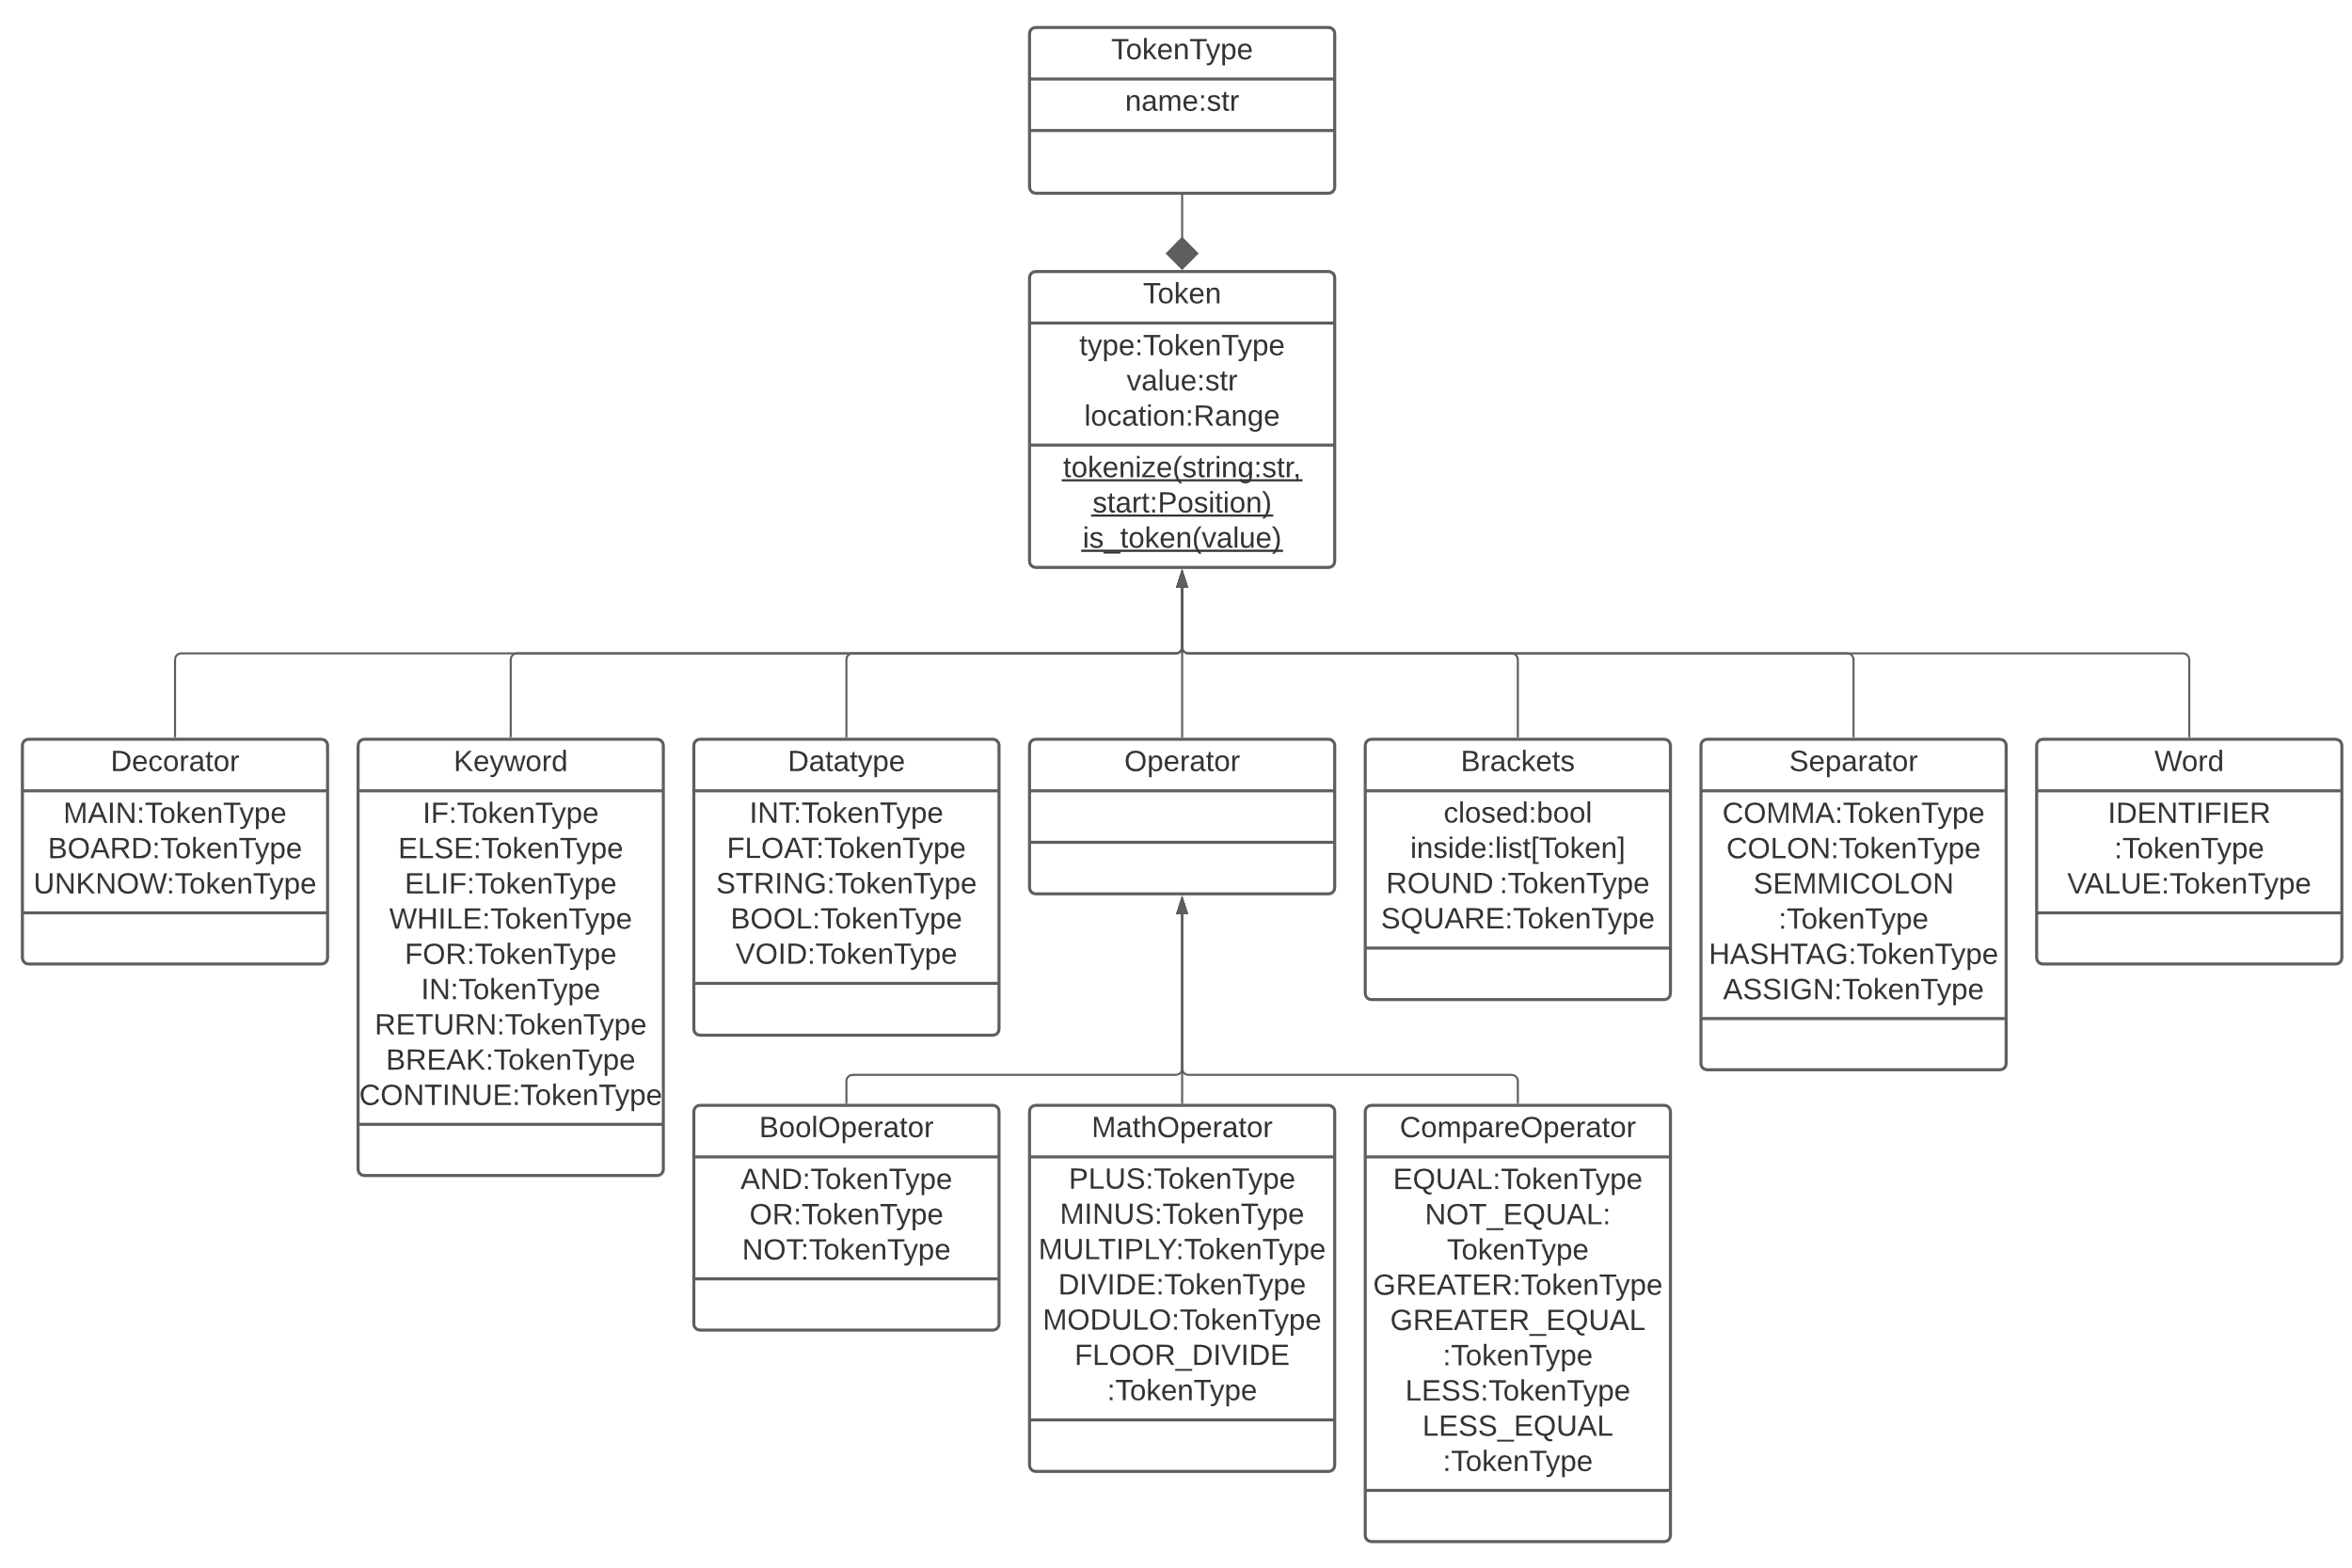 TokenType
name:str
Token
type:TokenType
value:str
location:Range
tokenize(string:str,
start:Position)
is_token(value)
Decorator
MAIN:TokenType
BOARD:TokenType
UNKNOW:TokenType
Keyword
IF:TokenType
ELSE:TokenType
ELIF:TokenType
WHILE:TokenType
FOR:TokenType
IN:TokenType
RETURN:TokenType
BREAK:TokenType
CONTINUE:TokenType
Datatype
INT:TokenType
FLOAT:TokenType
STRING:TokenType
BOOL:TokenType
VOID:TokenType
Operator
Brackets
closed:bool
inside:list[Token]
ROUND :TokenType
SQUARE:TokenType
Separator
COMMA:TokenType
COLON:TokenType
SEMMICOLON
:TokenType
HASHTAG:TokenType
ASSIGN:TokenType
Word
IDENTIFIER
:TokenType
VALUE:TokenType
BoolOperator
AND:TokenType
OR:TokenType
NOT:TokenType
MathOperator
PLUS:TokenType
MINUS:TokenType
MULTIPLY:TokenType
DIVIDE:TokenType
MODULO:TokenType
FLOOR_DIVIDE
:TokenType
CompareOperator
EQUAL:TokenType
NOT_EQUAL:
TokenType
GREATER:TokenType
GREATER_EQUAL
:TokenType
LESS:TokenType
LESS_EQUAL
:TokenType